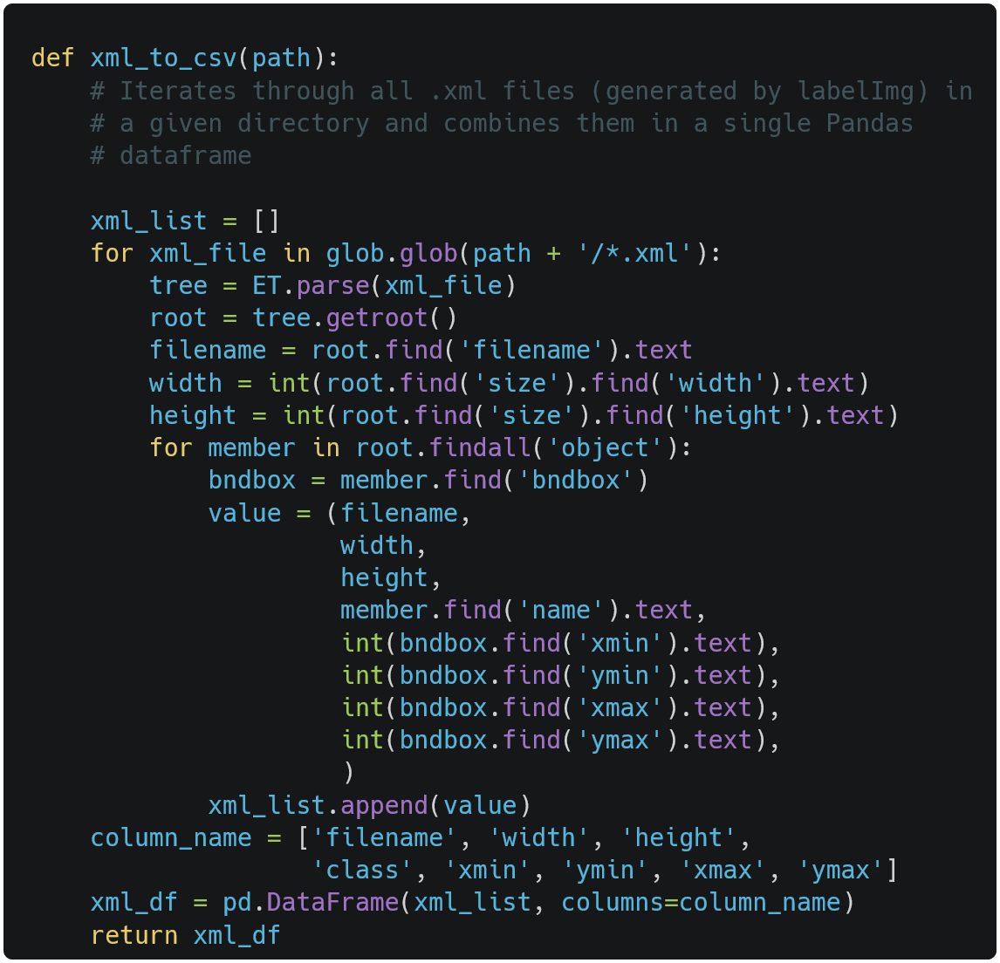 def xml_to_csv(path):
    # Iterates through all .xml files (generated by labelImg) in
    # a given directory and combines them in a single Pandas
    # dataframe

    xml_list = []
    for xml_file in glob.glob(path + '/*.xml'):
        tree = ET.parse(xml_file)
        root = tree.getroot()
        filename = root.find('filename').text
        width = int(root.find('size').find('width').text)
        height = int(root.find('size').find('height').text)
        for member in root.findall('object'):
            bndbox = member.find('bndbox')
            value = (filename,
                     width,
                     height,
                     member.find('name').text,
                     int(bndbox.find('xmin').text),
                     int(bndbox.find('ymin').text),
                     int(bndbox.find('xmax').text),
                     int(bndbox.find('ymax').text),
                     )
            xml_list.append(value)
    column_name = ['filename', 'width', 'height',
                   'class', 'xmin', 'ymin', 'xmax', 'ymax']
    xml_df = pd.DataFrame(xml_list, columns=column_name)
    return xml_df